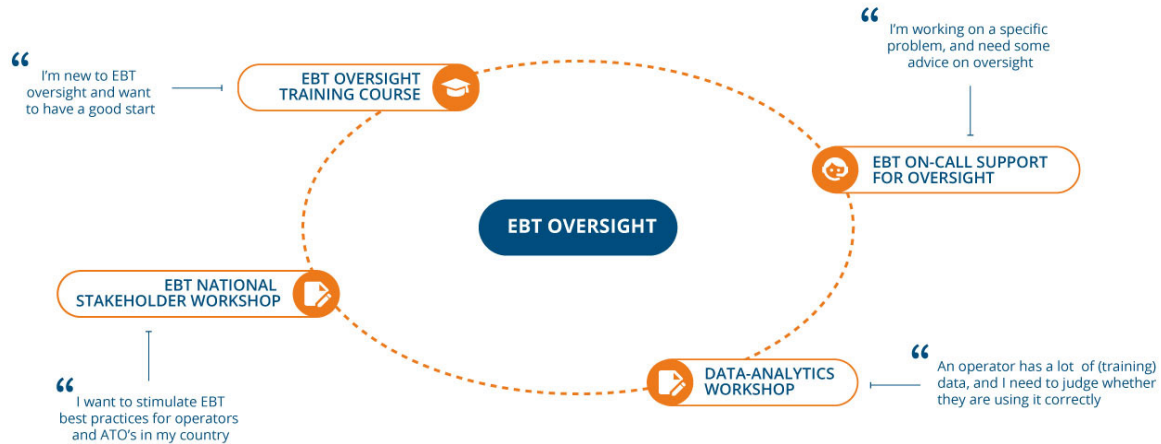 “
I'm new to EBT
oversight and want
to have a good start
EBT OVERSIGHT
TRAINING COURSE
“
I'm working on a specific
problem, and need some
advice on oversight
EBT ON-CALL SUPPORT
FOR OVERSIGHT
EBT OVERSIGHT
EBT NATIONAL
STAKEHOLDER WORKSHOP
“
I want to stimulate EBT
best practices for operators
and ATO's in my country
DATA-ANALYTICS
WORKSHOP
“
An operator has a lot of (training)
data, and I need to judge whether
they are using it correctly